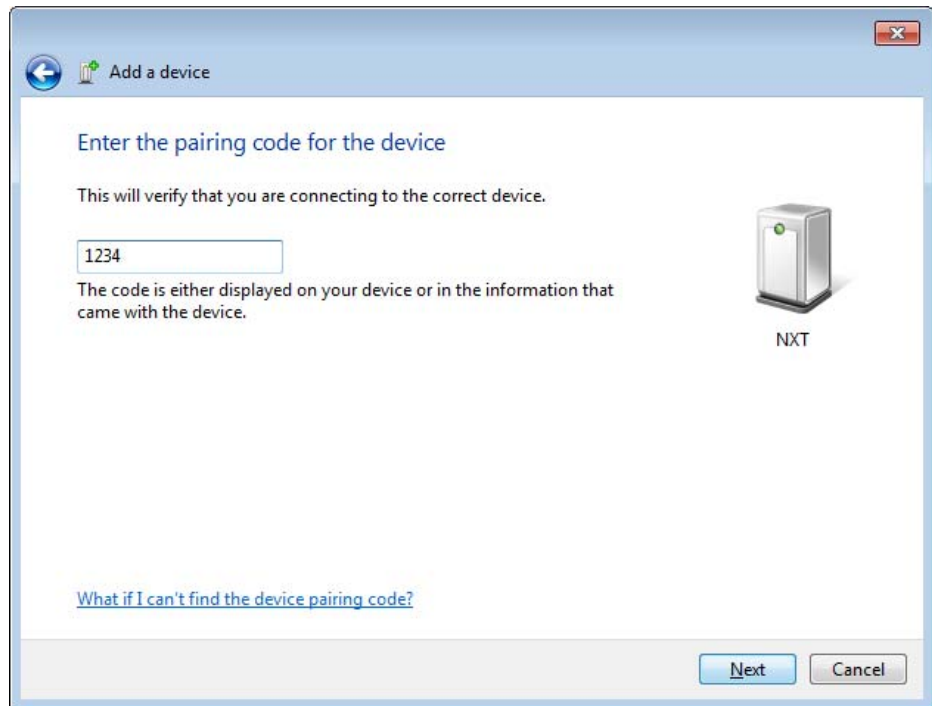 Add a device
Enter the pairing code for the device
This will verify that you are connecting to the correct device.
1234
The code is either displayed on your device or in the information that
came with the device.
NXT
What if I can't find the device pairing code?
Next
Cancel